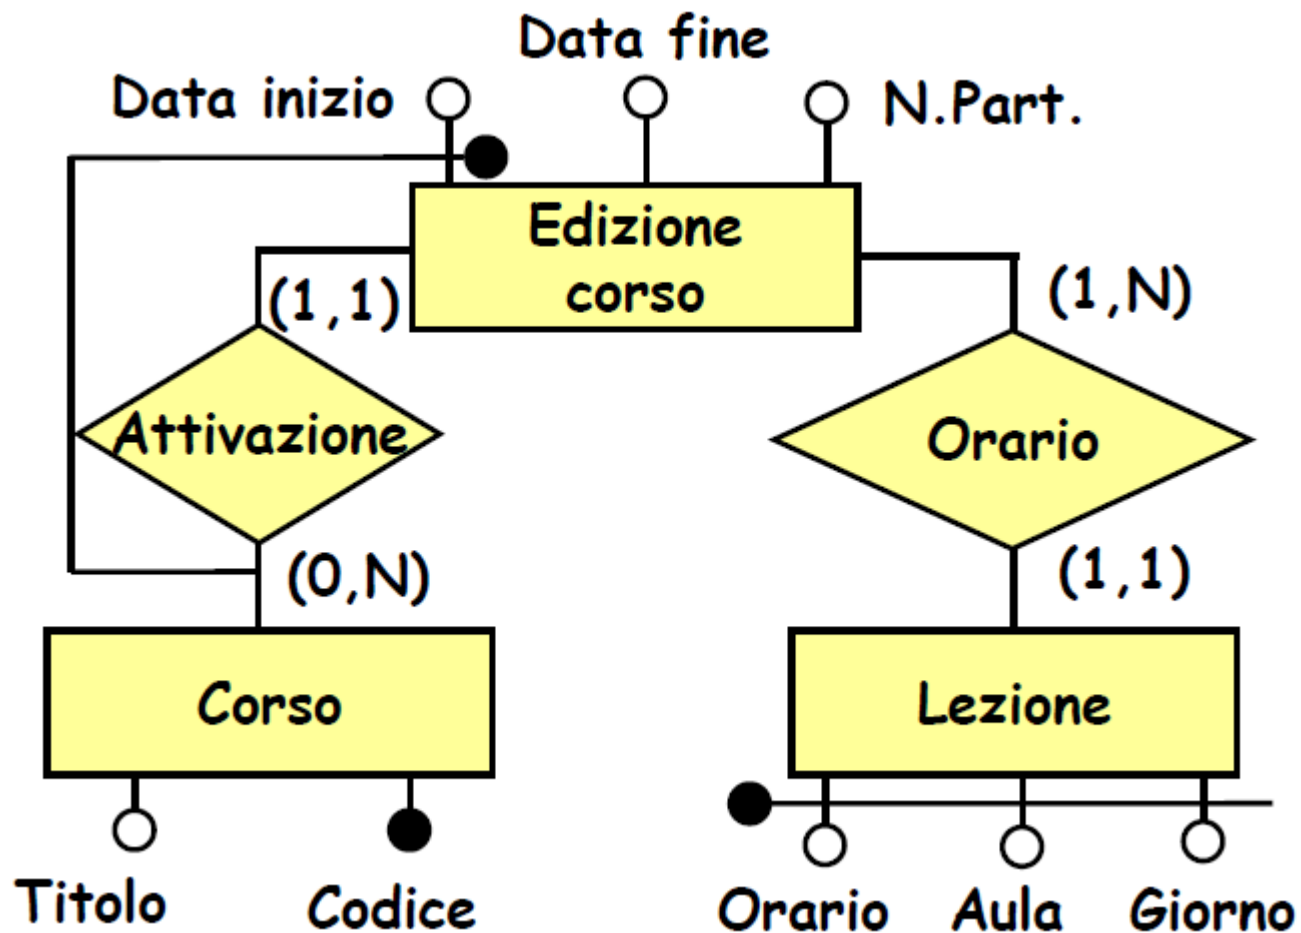 Data fine
Data inizio
N.Part.
Edizione
corso
(1,1)
(1,N)
Attivazione
Orario
(0,N)
(1,1)
Corso
Lezione
Titolo
Codice
Orario
Aula
Giorno